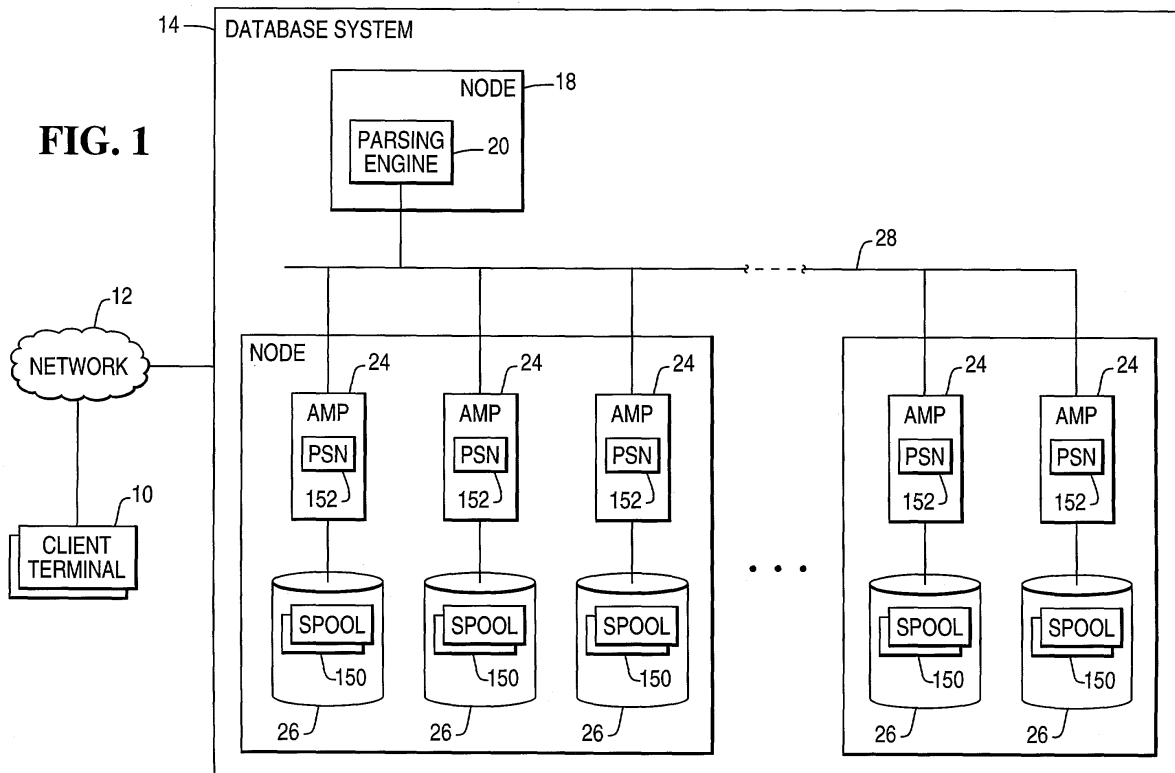 14
DATABASE SYSTEM
NODE
18
FIG. 1
PARSING
ENGINE
20
28
12
NETWORK
NODE
24
24
24
24
24
AMP
AMP
AMP
AMP
AMP
PSN
PSN
PSN
PSN
PSN
152
152
152
152
152
10
CLIENT
TERMINAL
SPOOL
SPOOL
SPOOL
SPOOL
SPOOL
150
150
150
150
150
26
26
26
26
26